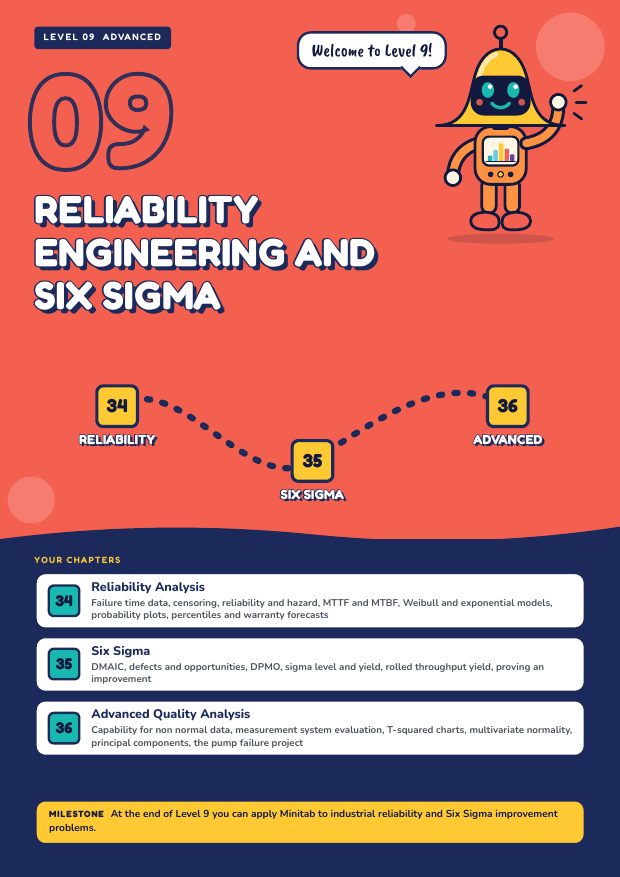 LEVEL 09 ADVANCED
Welcome to Level 9!
09
RELIABILITY
ENGINEERING AND
SIX SIGMA
34
RELIABILITY
35
SIX SIGMA
36
ADVANCED
YOUR CHAPTERS
34
Reliability Analysis
Failure time data, censoring, reliability and hazard, MTTF and MTBF, Weibull and exponential models,
probability plots, percentiles and warranty forecasts
35
Six Sigma
DMAIC, defects and opportunities, DPMO, sigma level and yield, rolled throughput yield, proving an
improvement
36
Advanced Quality Analysis
Capability for non normal data, measurement system evaluation, T-squared charts, multivariate normality,
principal components, the pump failure project
MILESTONE At the end of Level 9 you can apply Minitab to industrial reliability and Six Sigma improvement
problems.